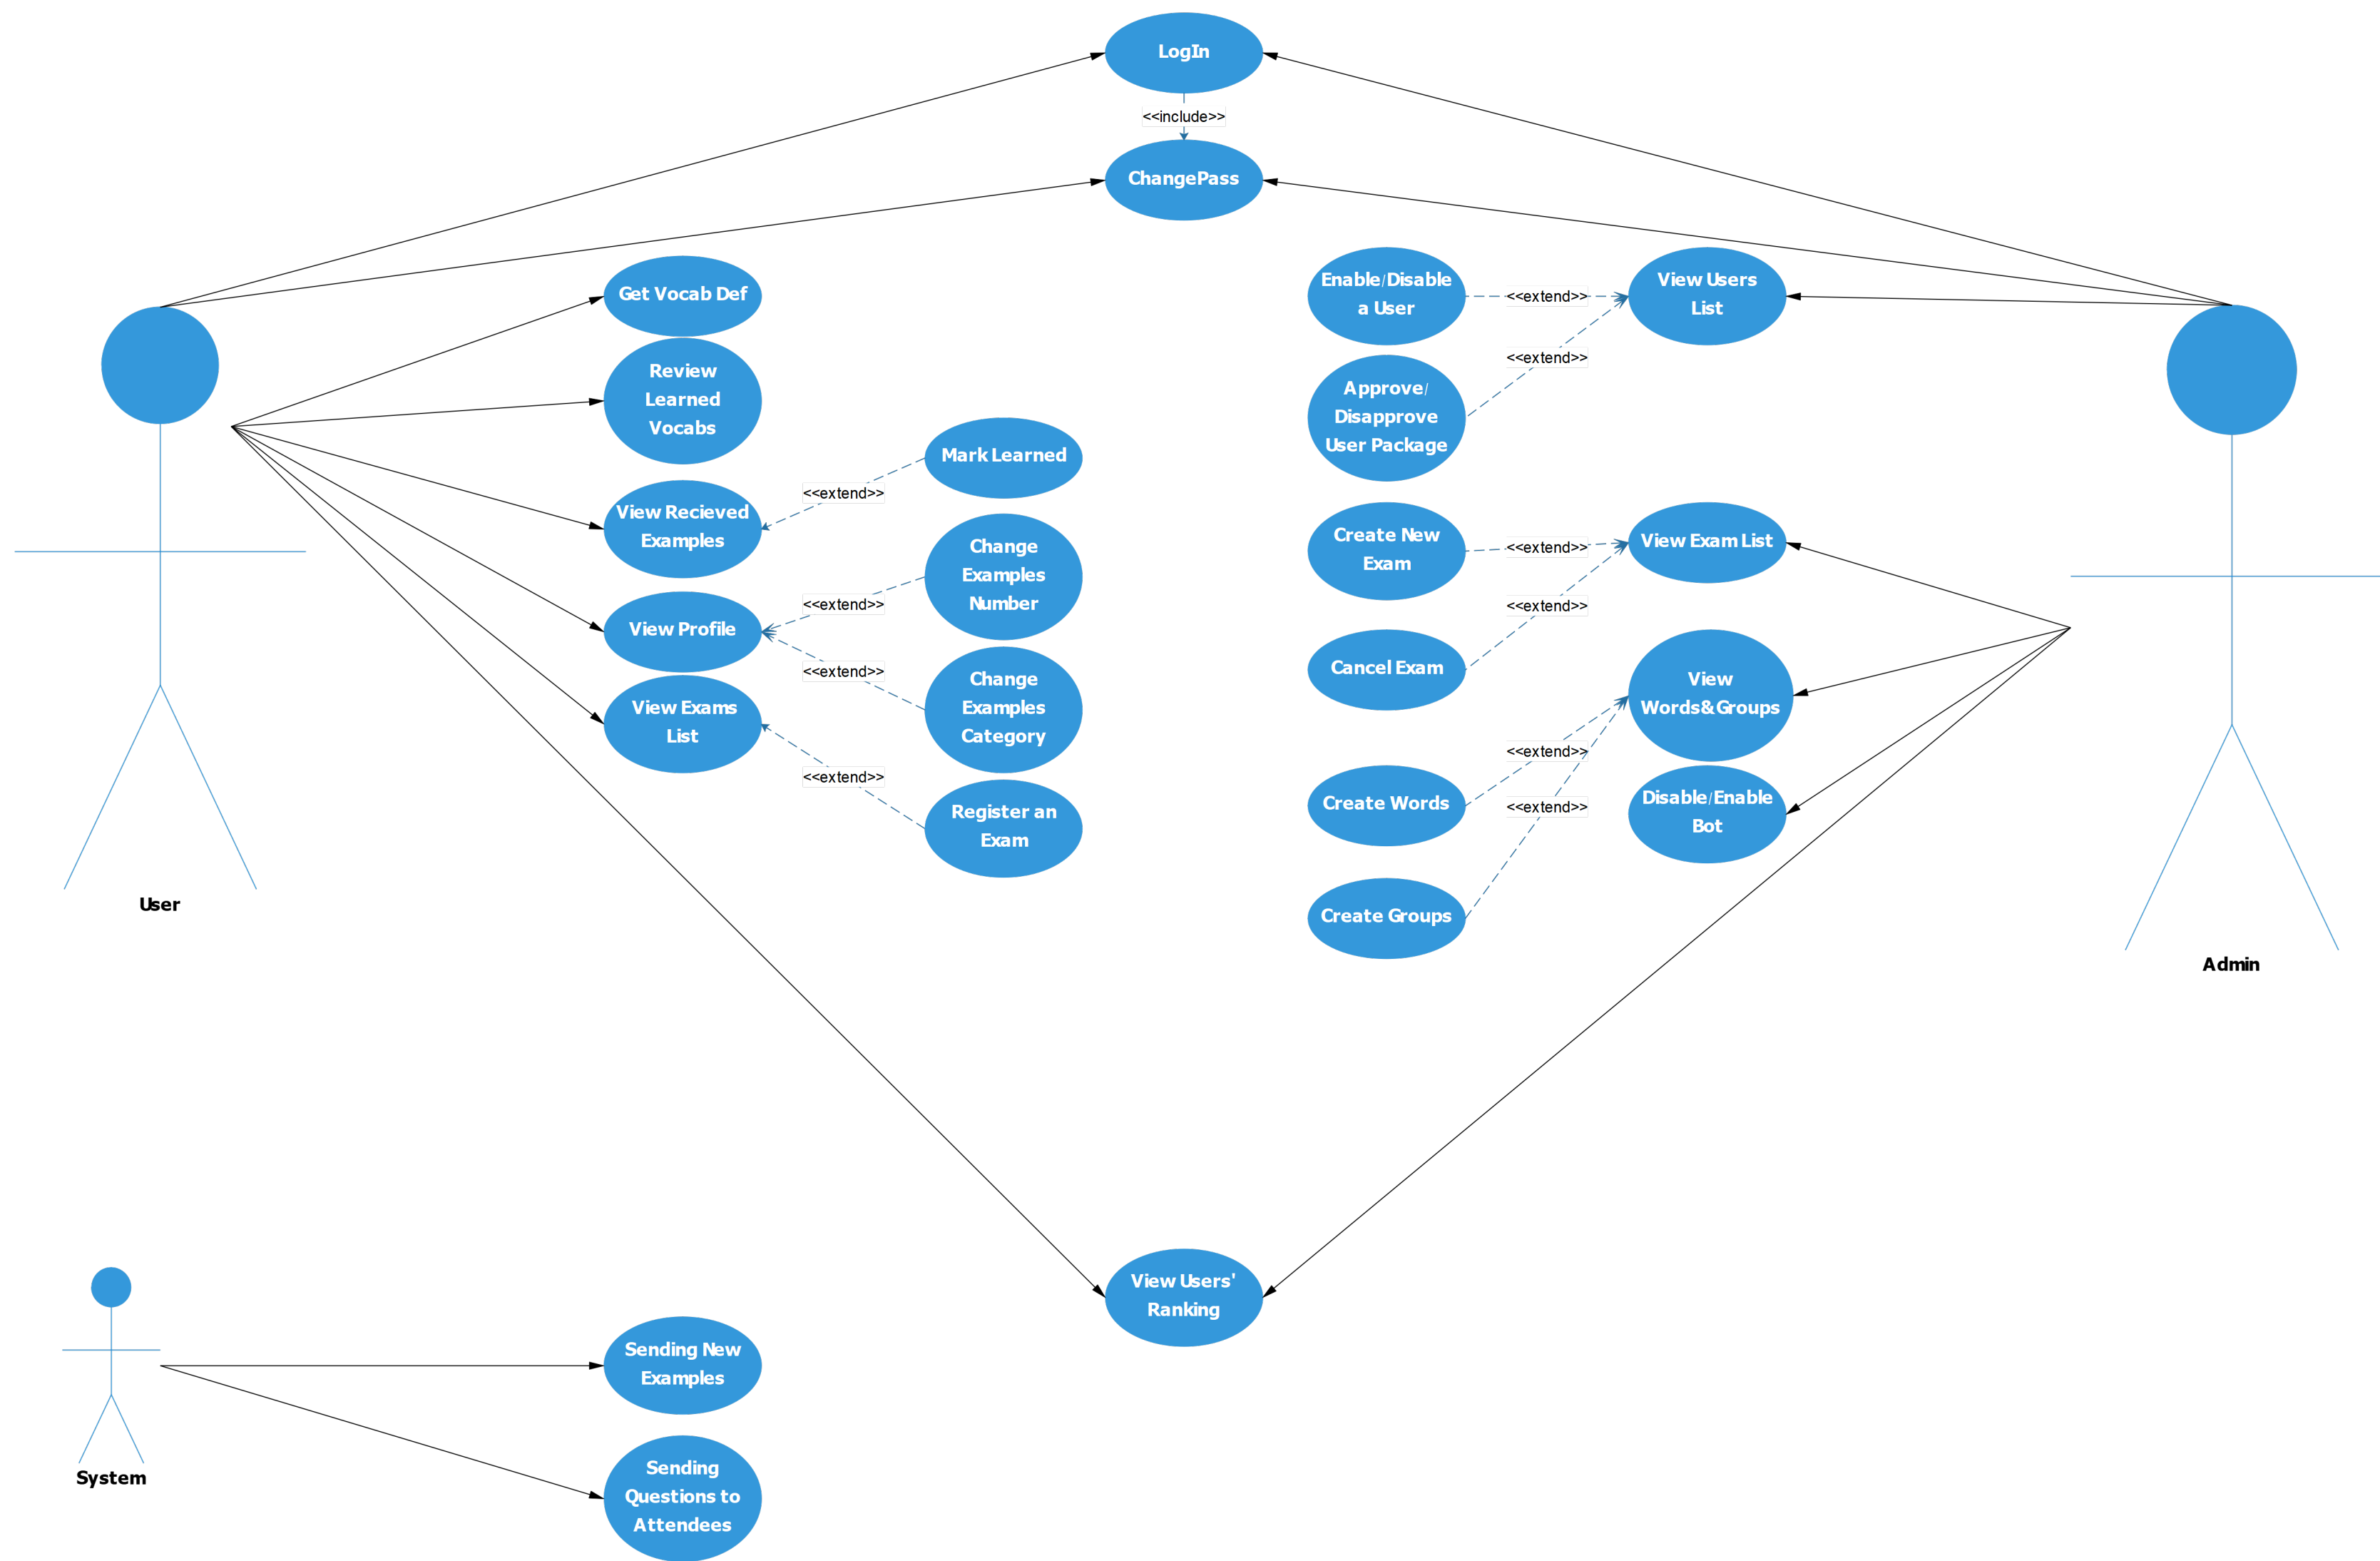 LogIn
<<include>>
ChangePass
Get Vocab Def
Review
Learned
Vocabs
View Recieved
Examples
<<extend>>
Mark Learned
View Profile
<<extend>>
Change
Examples
Number
<<extend>>
Change
Examples
Category
View Exams
List
<<extend>>
Register an
Exam
User
Enable/Disable
a User
<<extend>>
View Users
List
Approve/
Disapprove
User Package
<<extend>>
Create New
Exam
<<extend>>
View Exam List
Cancel Exam
<<extend>>
View
Words&Groups
Create Words
<<extend>>
Create Groups
<<extend>>
Disable/Enable
Bot
Admin
View Users'
Ranking
System
Sending New
Examples
Sending
Questions to
Attendees